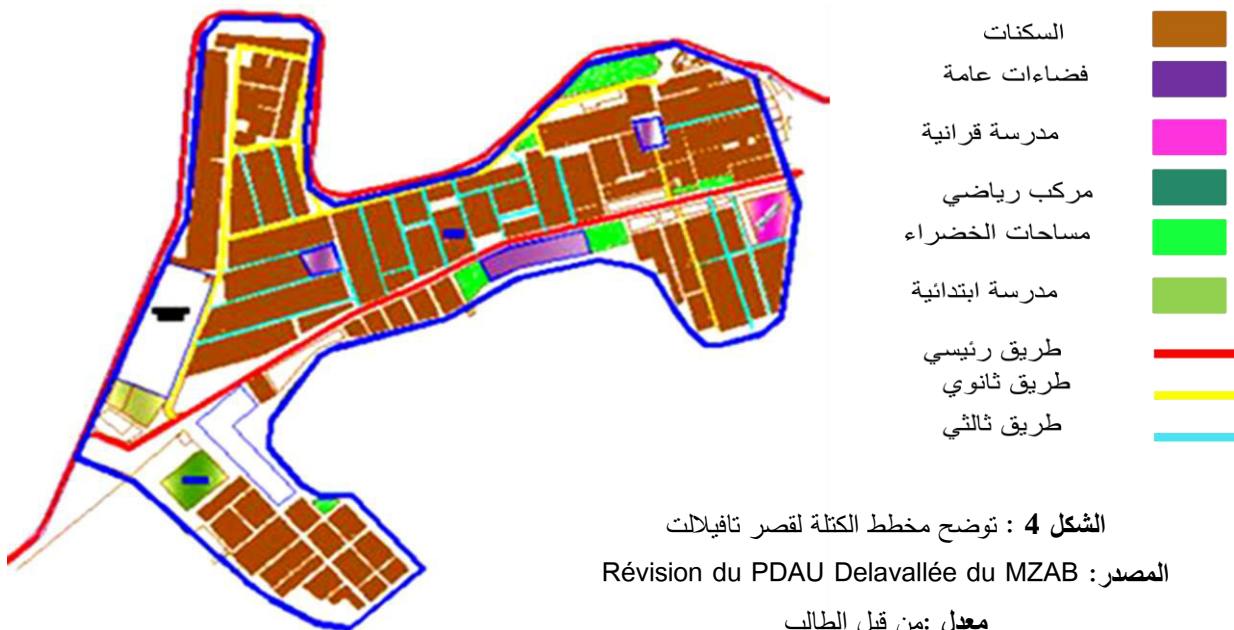 السكنات
فضاءات عامة
مدرسة قرانية
مركب رياضي
مساحات الخضراء
مدرسة ابتدائية
طريق رئيسي
طريق ثانوي
طريق ثالثي
الشكل 4 : توضح مخطط الكتلة لقصر تافيلالت
المصدر: Révision du PDAU Delavallée du MZAB
معدل :من قبل الطالب